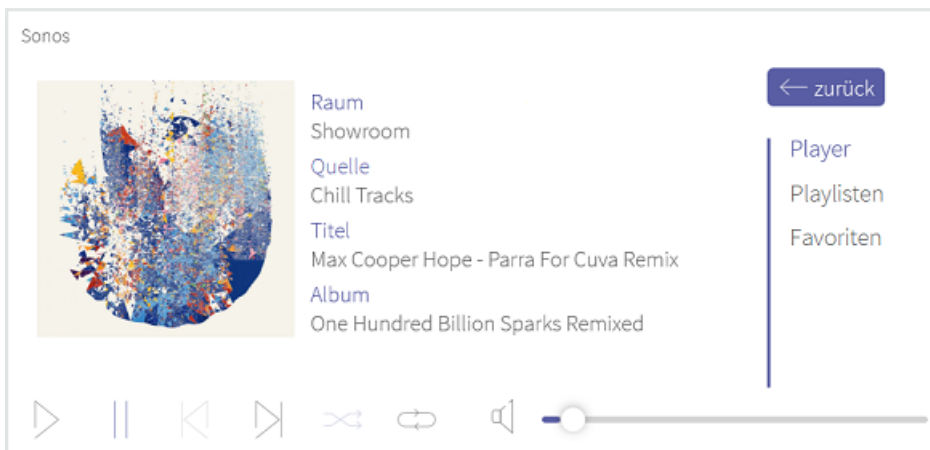 Sonos
Raum
Showroom
Quelle
Chill Tracks
Titel
Max Cooper Hope - Parra For Cuva Remix
Album
One Hundred Billion Sparks Remixed
zurück
Player
Playlisten
Favoriten